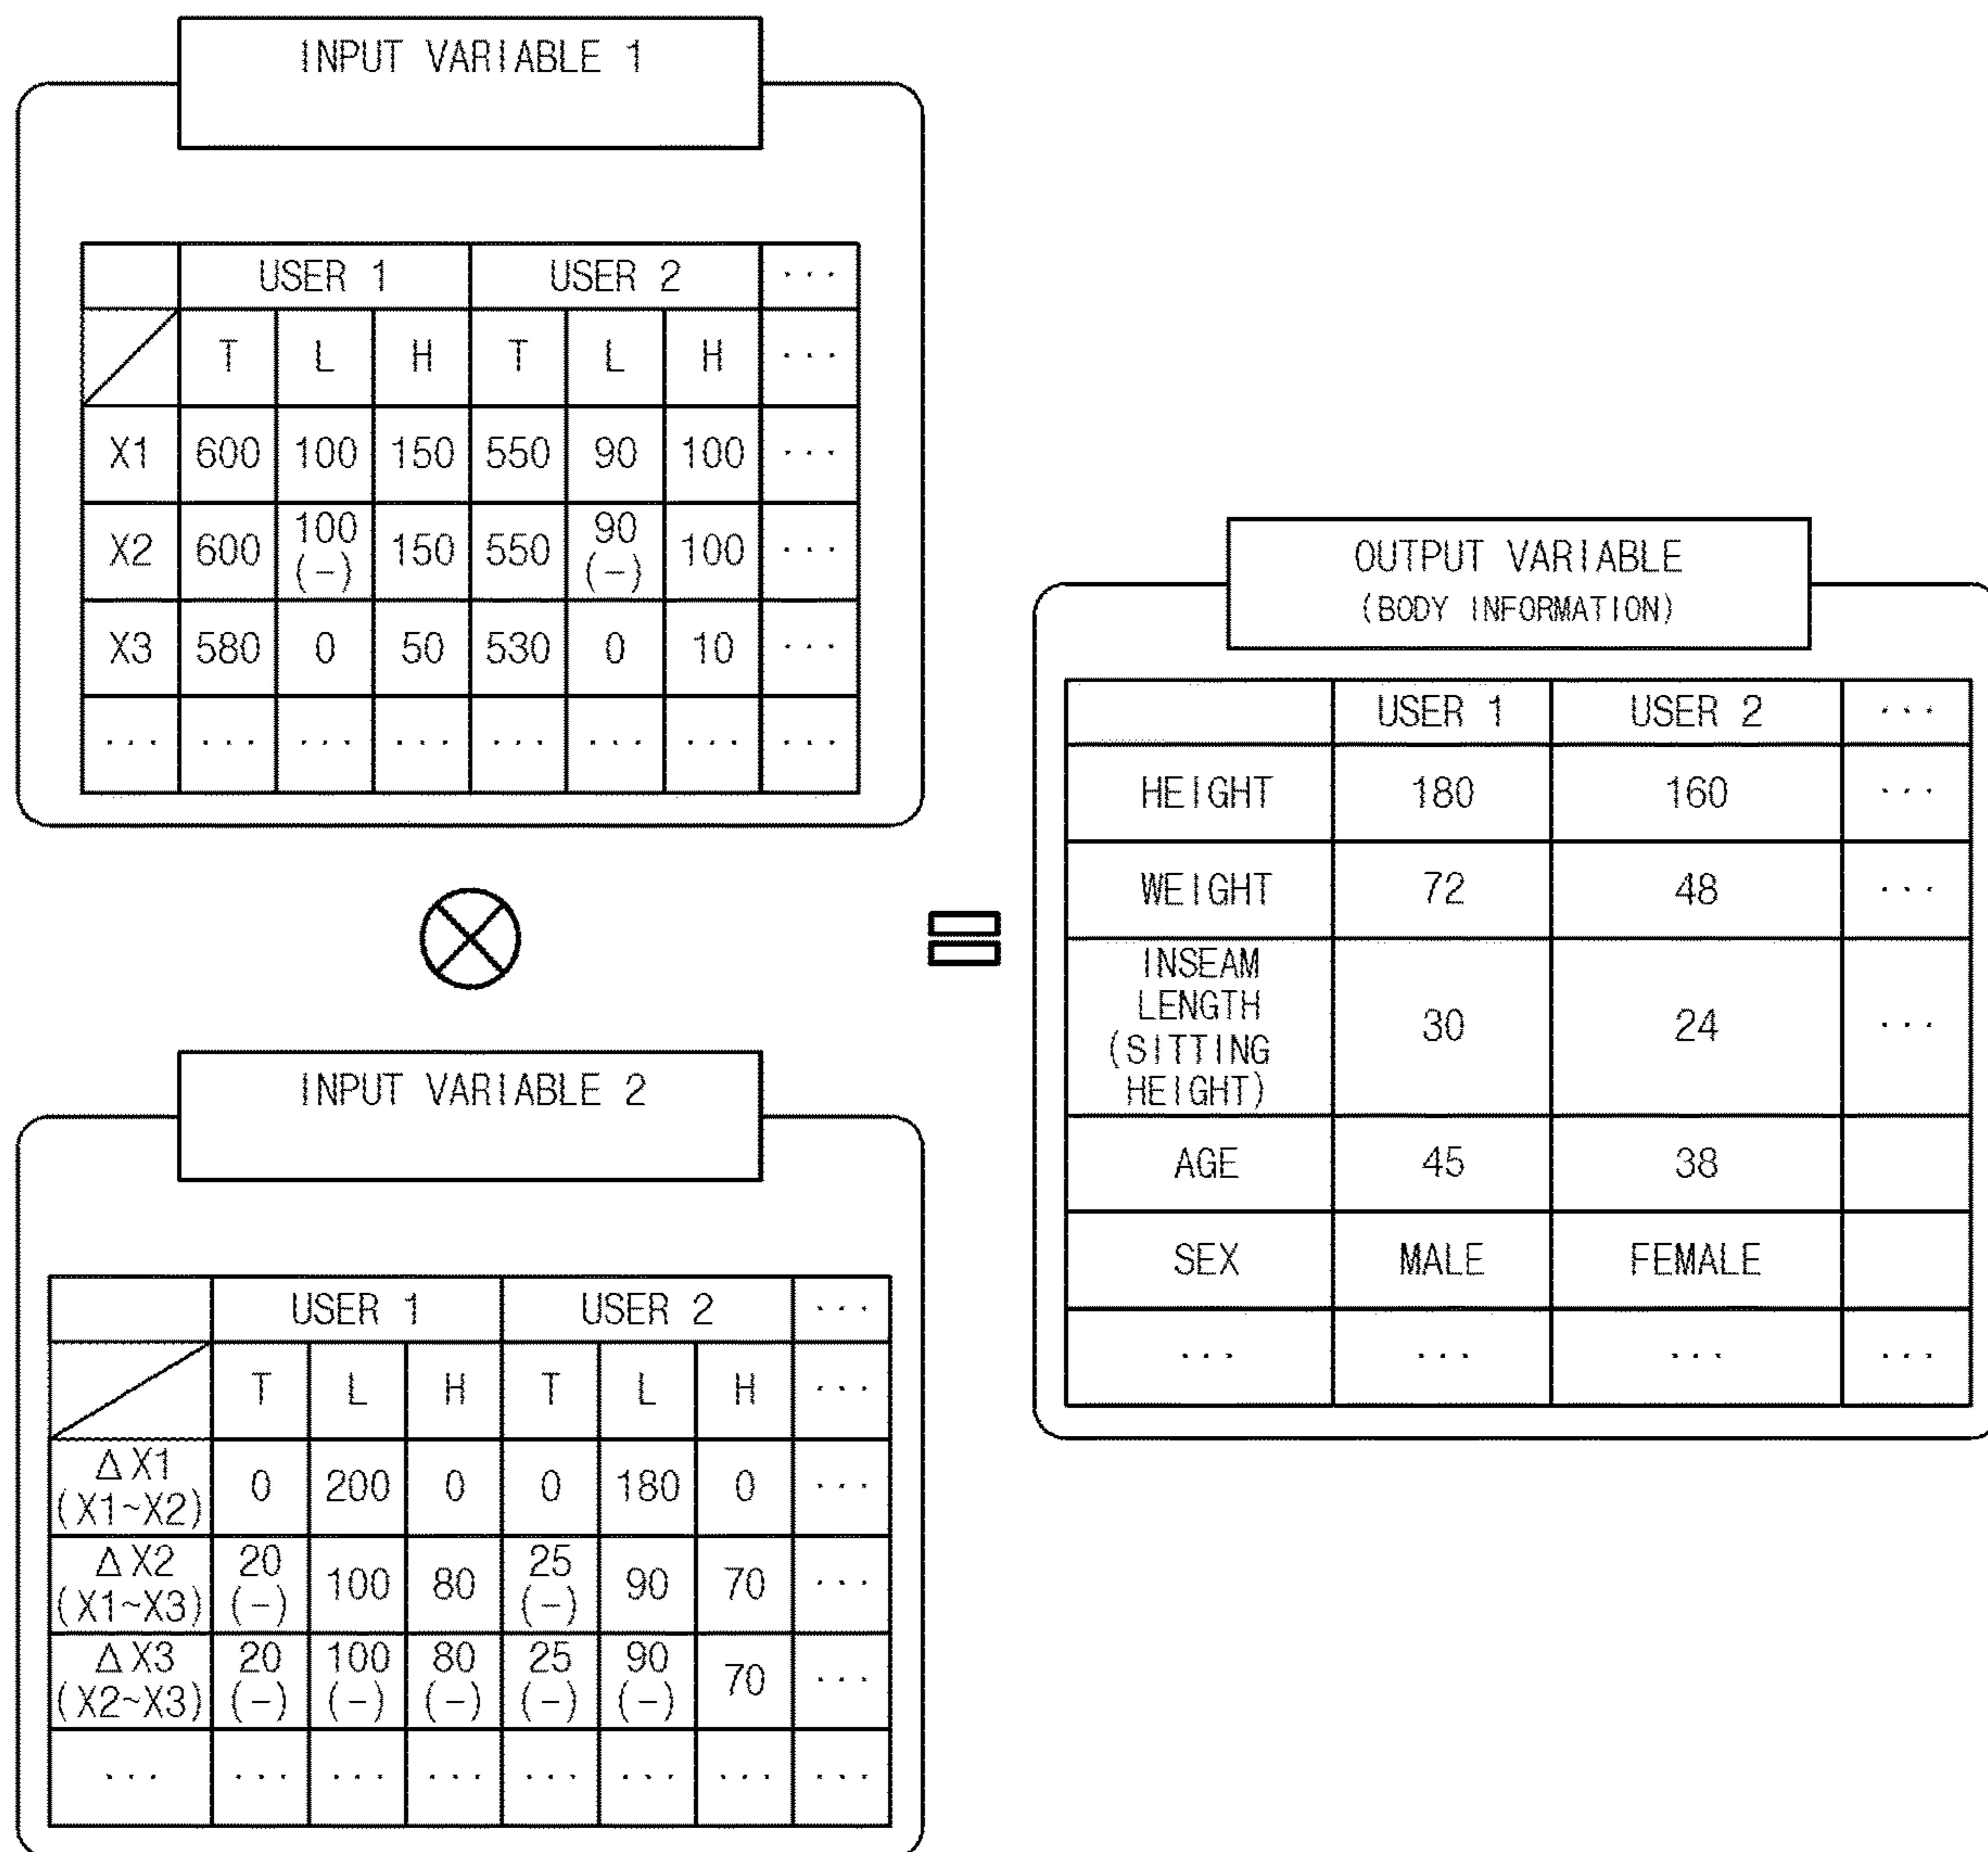 INPUT VARIABLE 1
USER 1 USER 2 ...
T L H T L H ...
X1 600 100 150 550 90 100 ...
X2 600 100 (-) 150 550 90 (-) 100 ...
X3 580 0 50 530 0 10 ...
... ... ... ... ... ... ... ...
INPUT VARIABLE 2
USER 1 USER 2 ...
T L H T L H ...
ΔX1 (X1~X2) 0 200 0 0 180 0 ...
ΔX2 (X1~X3) 20 (-) 100 80 25 (-) 90 70 ...
ΔX3 (X2~X3) 20 (-) 100 (-) 80 (-) 25 (-) 90 (-) 70 ...
... ... ... ... ... ... ... ...
=
OUTPUT VARIABLE
(BODY INFORMATION)
USER 1 USER 2 ...
HEIGHT 180 160 ...
WEIGHT 72 48 ...
INSEAM
LENGTH
(SITTING
HEIGHT) 30 24 ...
AGE 45 38
SEX MALE FEMALE
... ... ... ...